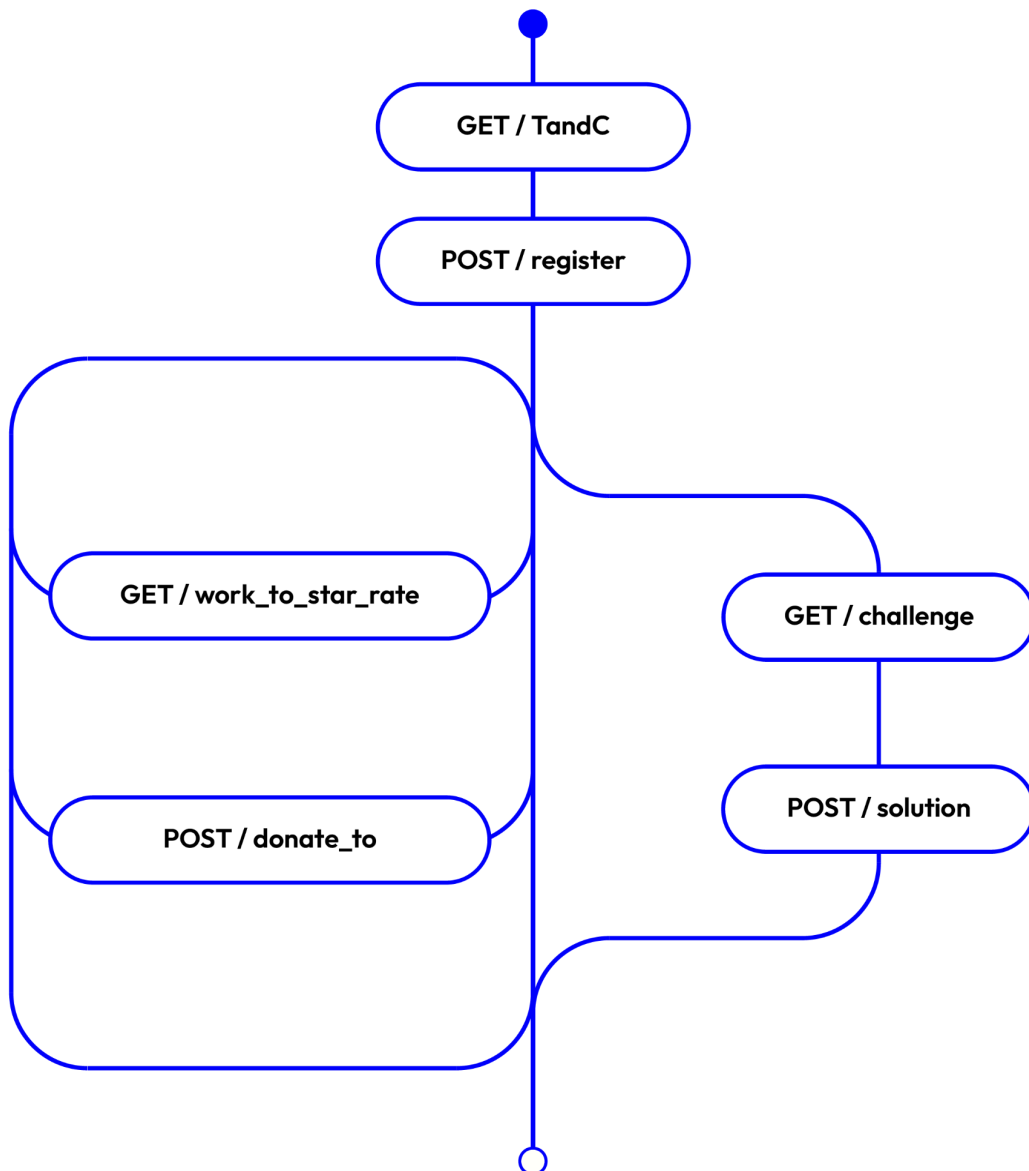 GET / TandC
POST / register
GET / work_to_star_rate
GET / challenge
POST / solution
POST / donate_to